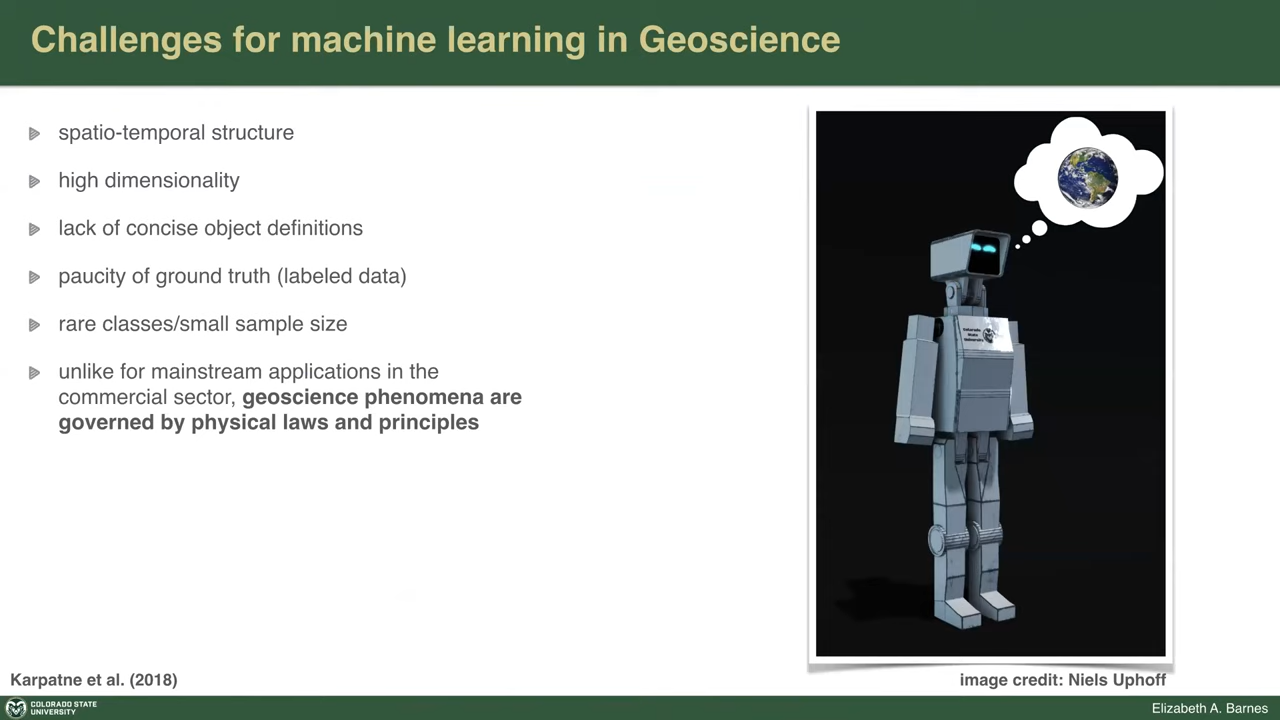 Challenges for machine learning in Geoscience
spatio-temporal structure
high dimensionality
lack of concise object definitions
paucity of ground truth (labeled data)
rare classes/small sample size
unlike for mainstream applications in the
commercial sector, geoscience phenomena are
governed by physical laws and principles
Colorado
State
University
Karpatne et al. (2018)
image credit: Niels Uphoff
COLORADO STATE
UNIVERSITY
Elizabeth A. Barnes